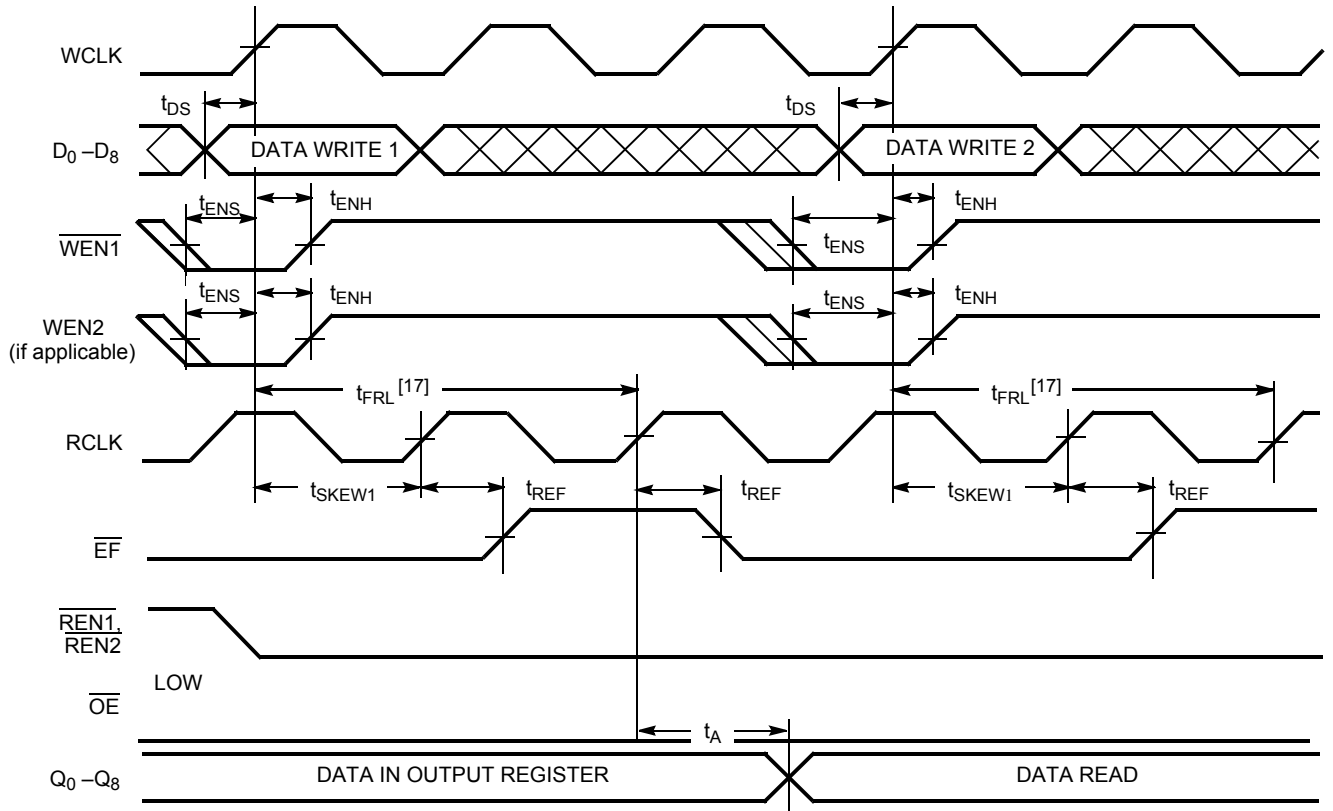 WCLK
tDS
tDS
D0 –D8
DATA WRITE 1
DATA WRITE 2
tENS
tENH
tENH
WEN1
tENS
tENS
tENH
tENS
tENH
WEN2
(if applicable)
tFRL [17]
tFRL [17]
RCLK
tSKEW1
tREF
tREF
tSKEW1
tREF
EF
REN1,
REN2
LOW
OE
tA
Q0 –Q8
DATA IN OUTPUT REGISTER
DATA READ